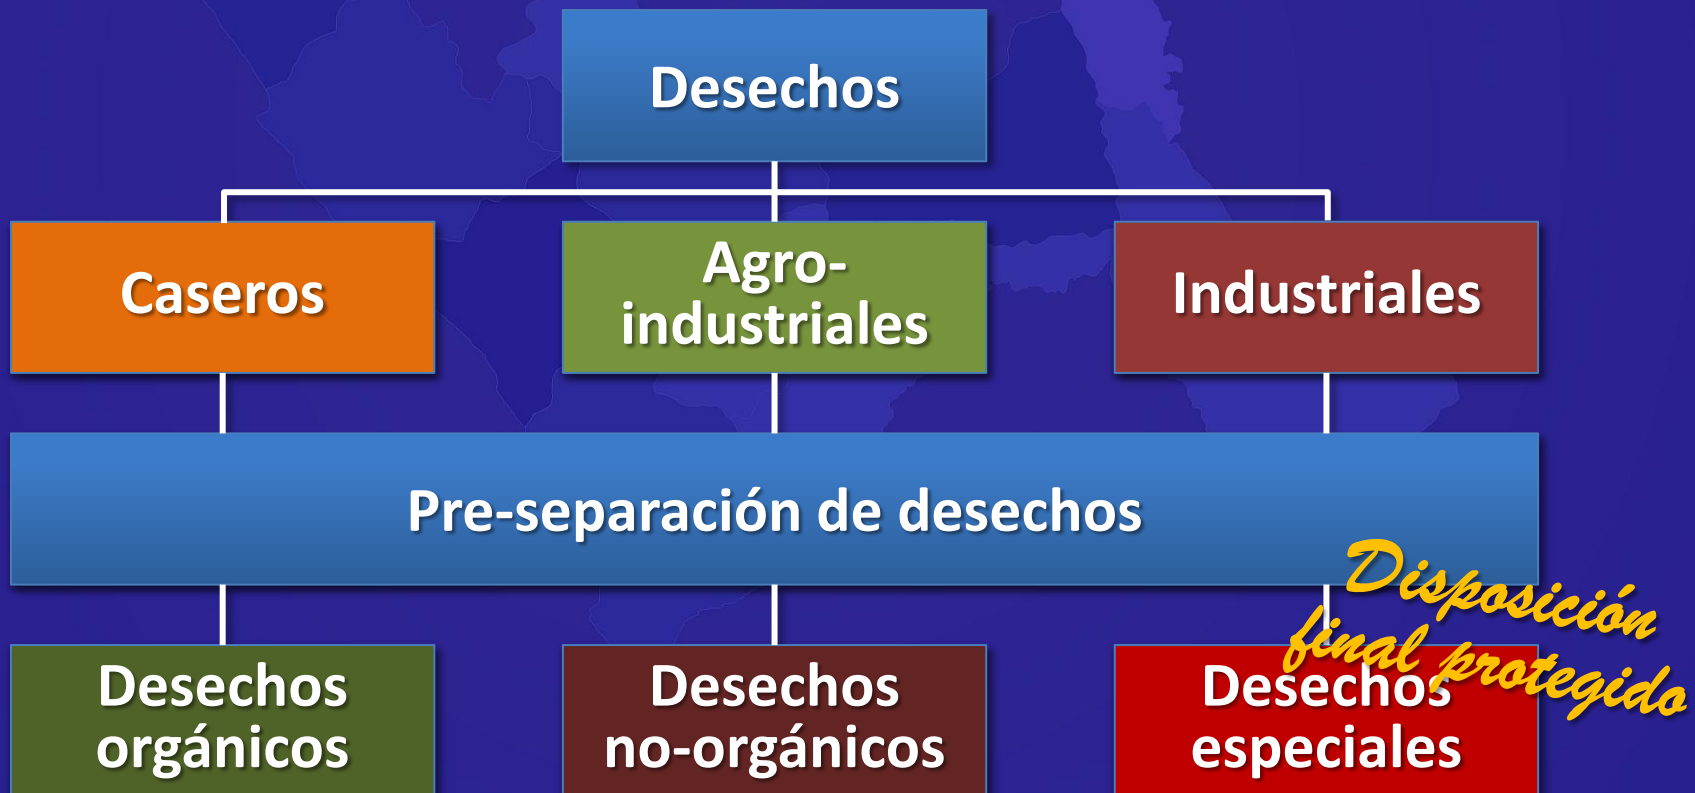 Desechos
Caseros
Agro-
industriales
Industriales
Pre-separación de desechos
Disposición
final protegido
Desechos
orgánicos
Desechos
no-orgánicos
Desechos
especiales